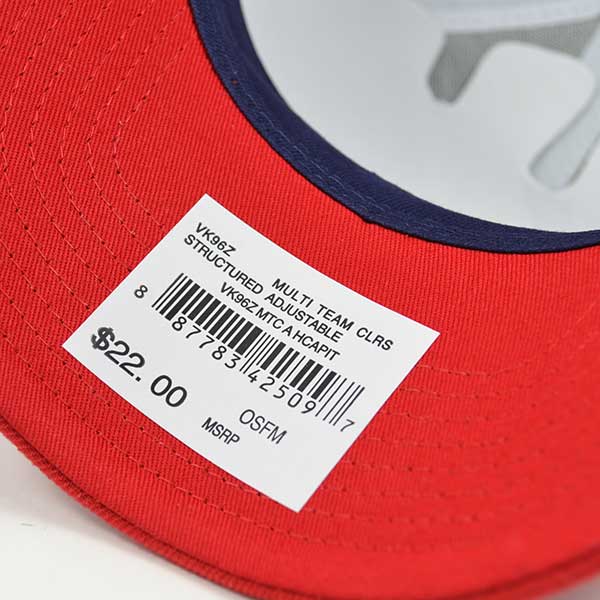 VK96Z MULTI TEAM CLRS
STRUCTURED ADJUSTABLE
VK96Z MTC A HCAPIT
8 87783 42509 7
$22.00 OSFM
MSRP